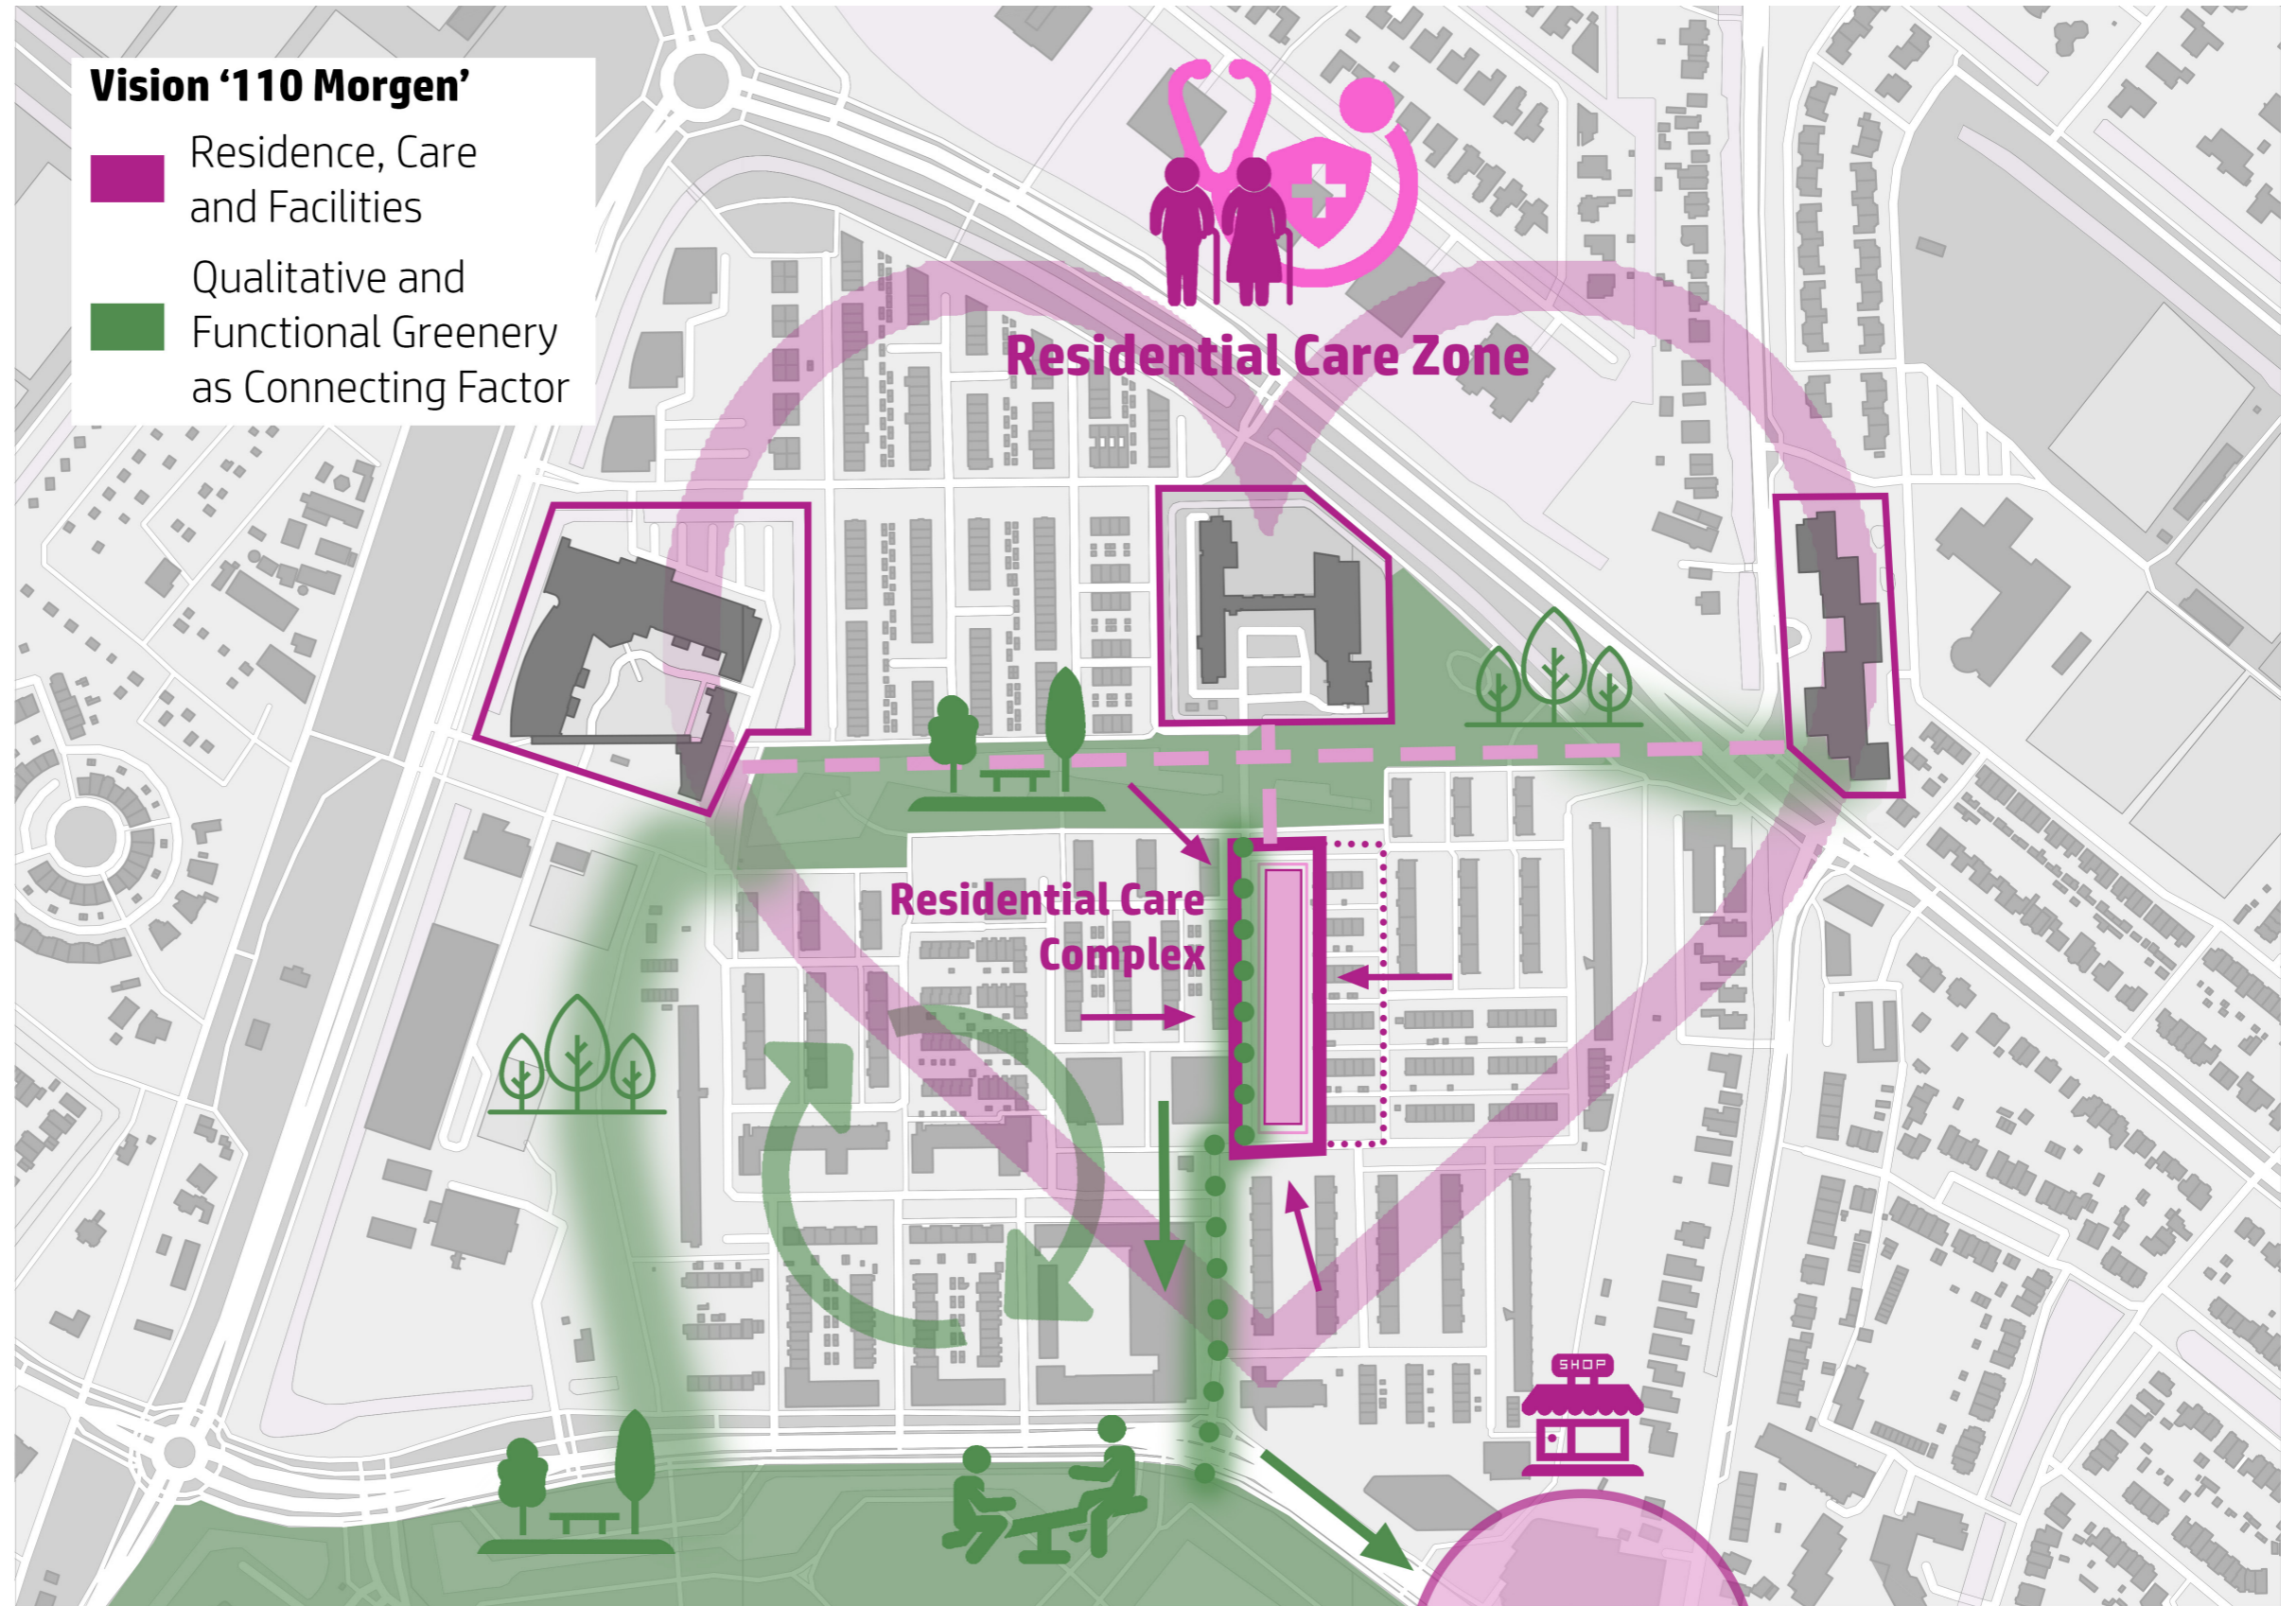 Vision ‘110 Morgen’
Residence, Care
and Facilities
Qualitative and
Functional Greenery
as Connecting Factor
Residential Care Zone
Residential Care
Complex
SHOP